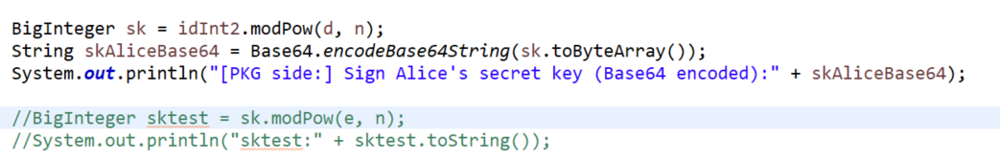 BigInteger sk = idInt2.modPow(d, n);
String skAliceBase64 = Base64.encodeBase64String(sk.toByteArray());
System.out.println("[PKG side:] Sign Alice's secret key (Base64 encoded):" + skAliceBase64);
//BigInteger sktest = sk.modPow(e, n);
//System.out.println("sktest:" + sktest.toString());